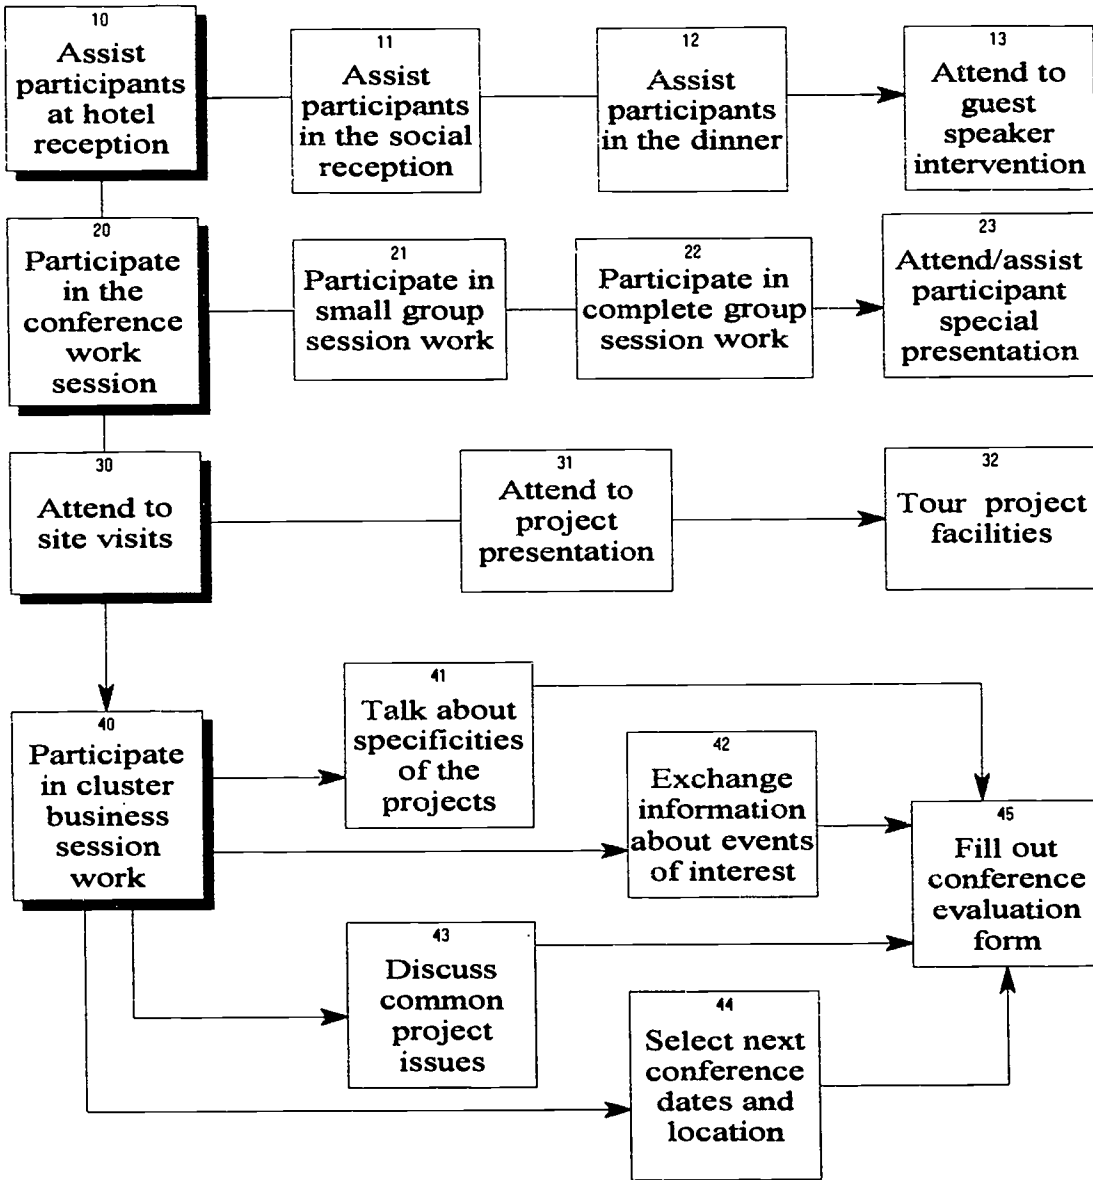 10
Assist
participants
at hotel
reception
11
Assist
participants
in the social
reception
12
Assist
participants
in the dinner
13
Attend to
guest
speaker
intervention
20
Participate
in the
conference
work
session
21
Participate in
small group
session work
22
Participate in
complete group
session work
23
Attend/assist
participant
special
presentation
30
Attend to
site visits
31
Attend to
project
presentation
32
Tour project
facilities
40
Participate
in cluster
business
session
work
41
Talk about
specificities
of the
projects
42
Exchange
information
about events
of interest
43
Discuss
common
project
issues
44
Select next
conference
dates and
location
45
Fill out
conference
evaluation
form